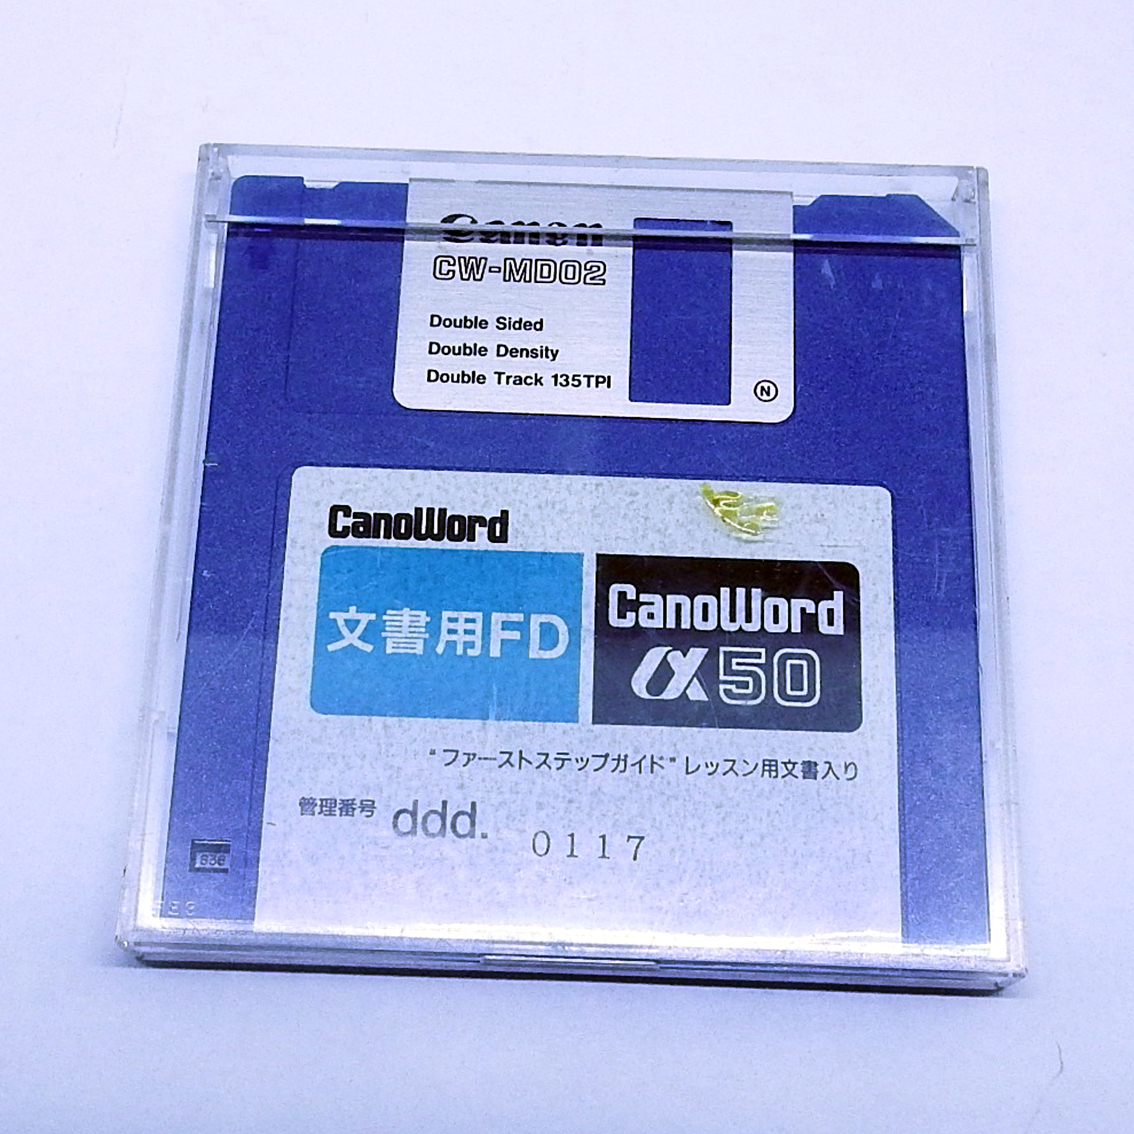 Canon
CW-MD02
Double Sided
Double Density
Double Track 135TPI
N
CanoWord
文書用FD
CanoWord
α50
“ファーストステップガイド”レッスン用文書入り
管理番号 ddd. 0117